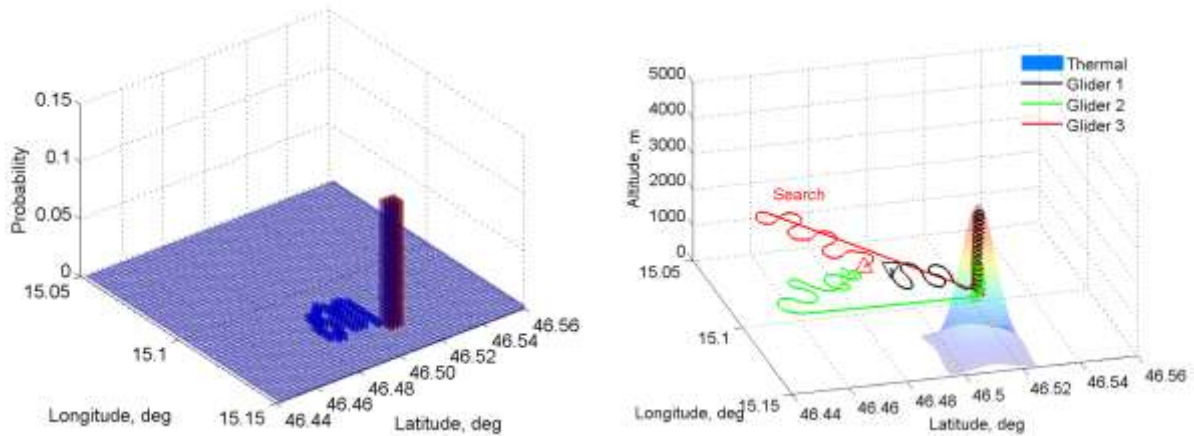 0.15
0.1
0.05
0
Probability
15.05
15.1
15.15
Longitude, deg
46.44
46.46
46.48
46.50
46.52
46.54
46.56
Latitude, deg
5000
4000
3000
2000
1000
0
Altitude, m
Thermal
Glider 1
Glider 2
Glider 3
Search
15.05
15.1
15.15
Longitude, deg
46.44
46.46
46.48
46.5
46.52
46.54
46.56
Latitude, deg